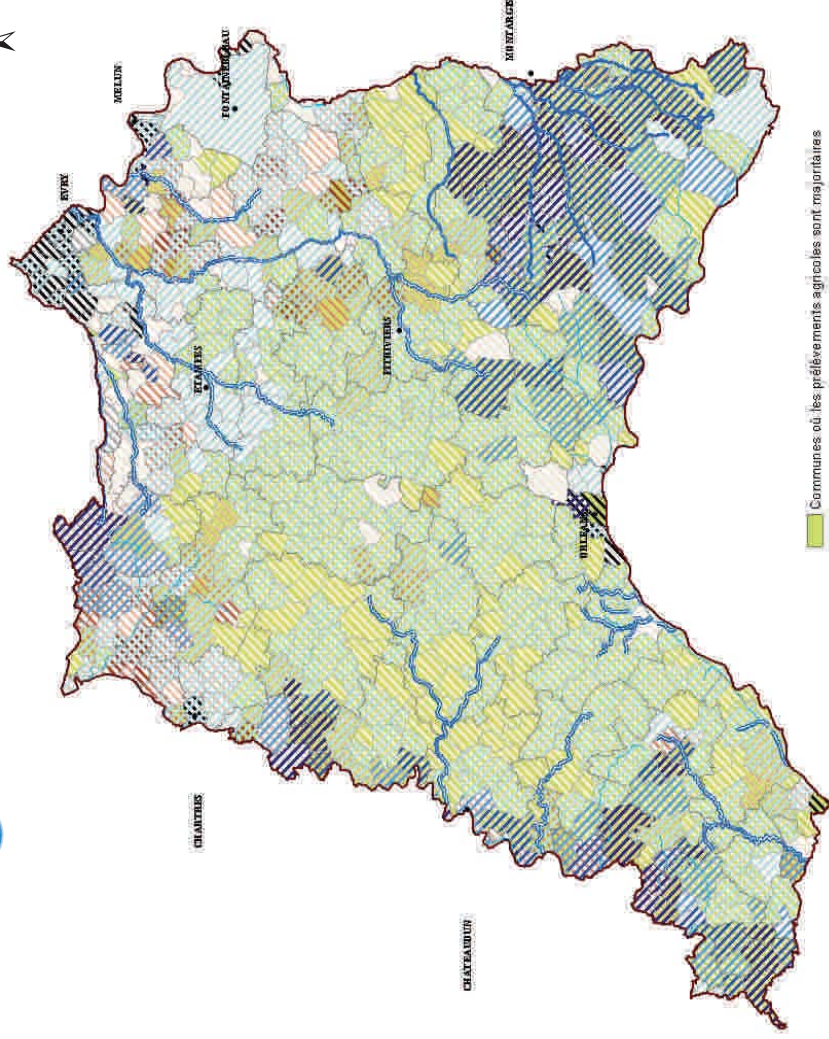 MONTARGIS
FONTAINEBLEAU
MELUN
EVRY
ETAMPES
PITHIVIERS
ORLEANS
CHARTRES
CHATEAUDUN
Communes où les prélèvements agricoles sont majoritaires